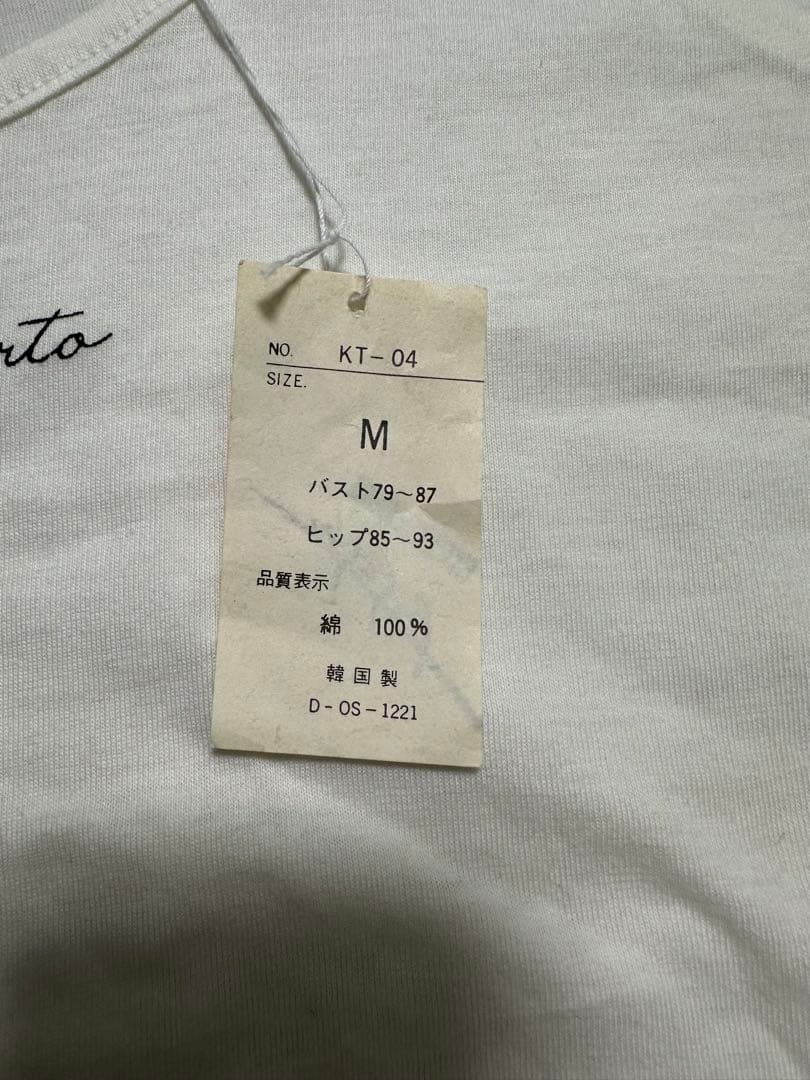 NO. KT-04
SIZE.
M
バスト79〜87
ヒップ85〜93
品質表示
綿 100%
韓国製
D-OS-1221